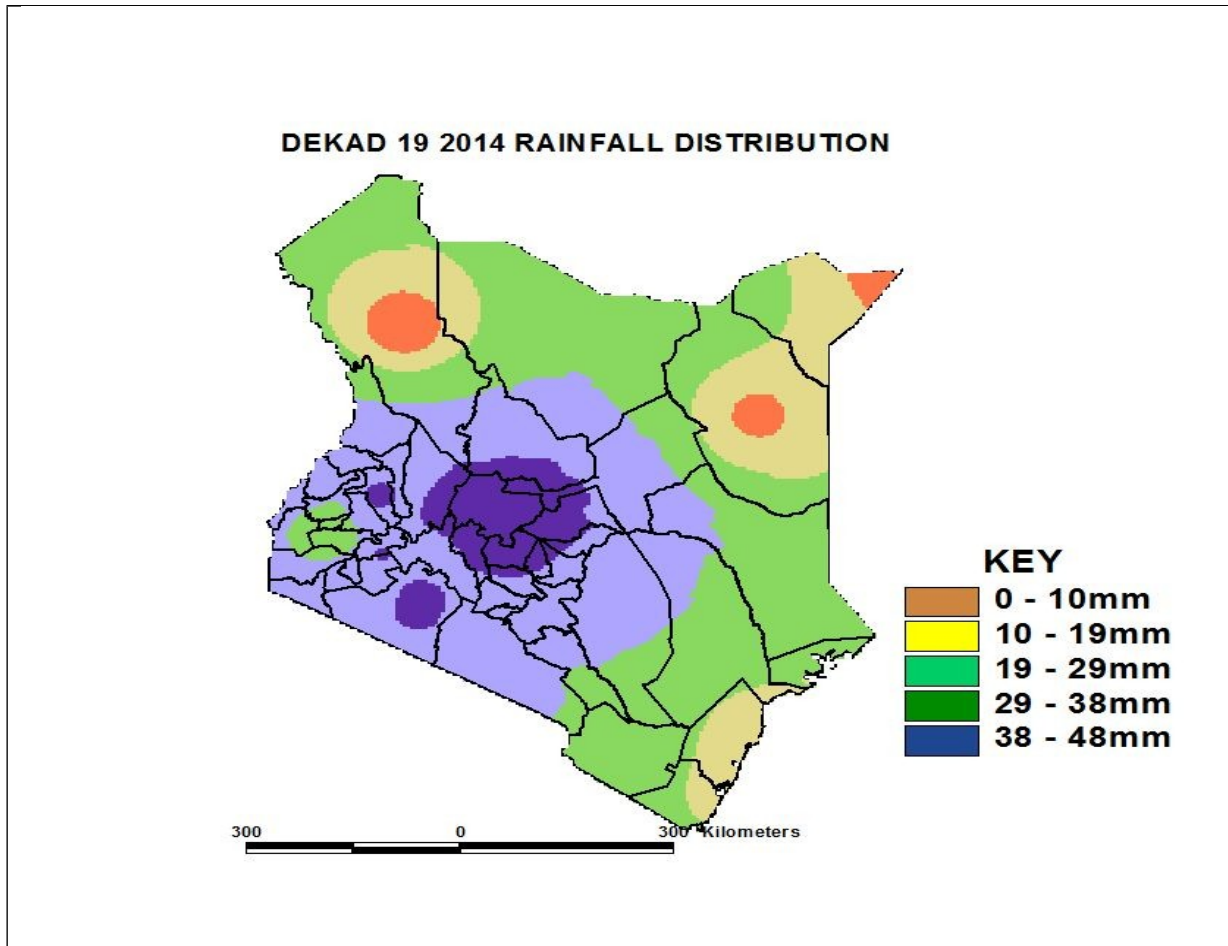 DEKAD 19 2014 RAINFALL DISTRIBUTION
KEY
0 - 10mm
10 - 19mm
19 - 29mm
29 - 38mm
38 - 48mm
300 0 300 Kilometers